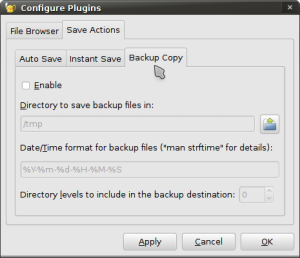 Configure Plugins
File Browser Save Actions
Auto Save Instant Save Backup Copy
Enable
Directory to save backup files in:
/tmp
Date/Time format for backup files ("man strftime" for details):
%Y-%m-%d-%H-%M-%S
Directory levels to include in the backup destination: 0
Apply Cancel OK